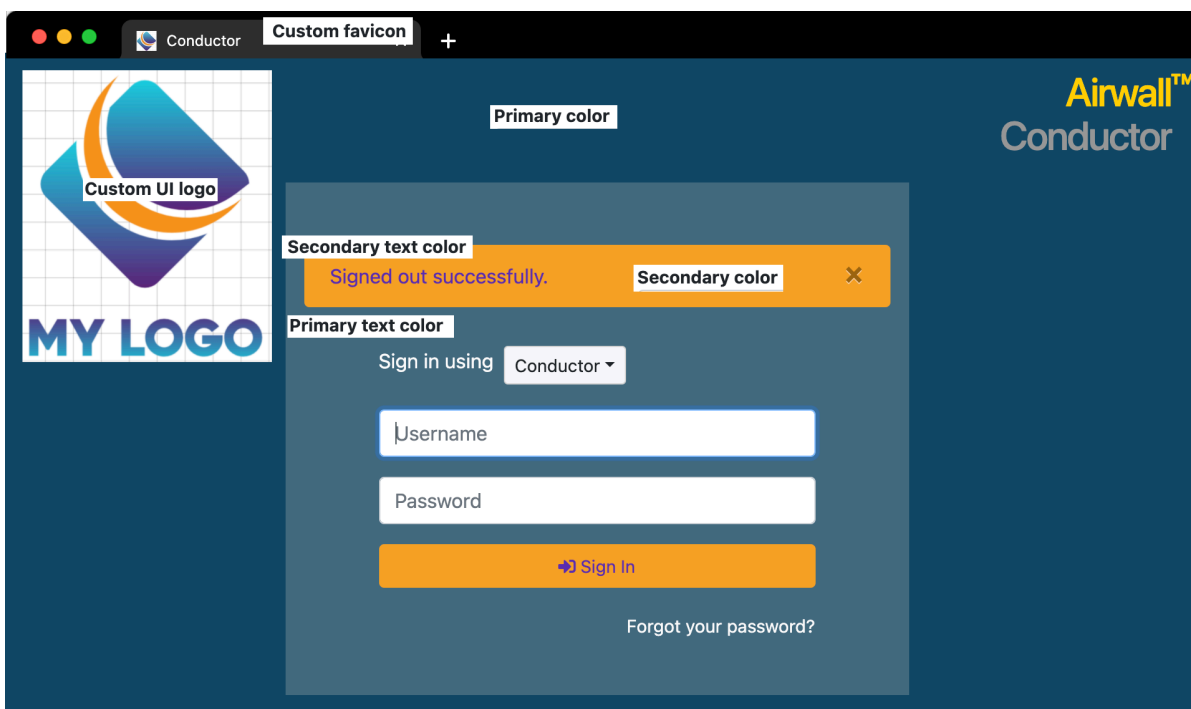 Conductor
Custom favicon
Airwall™
Conductor
Primary color
Custom UI logo
MY LOGO
Secondary text color
Signed out successfully.
Secondary color
Primary text color
Sign in using
Conductor
Username
Password
Sign In
Forgot your password?